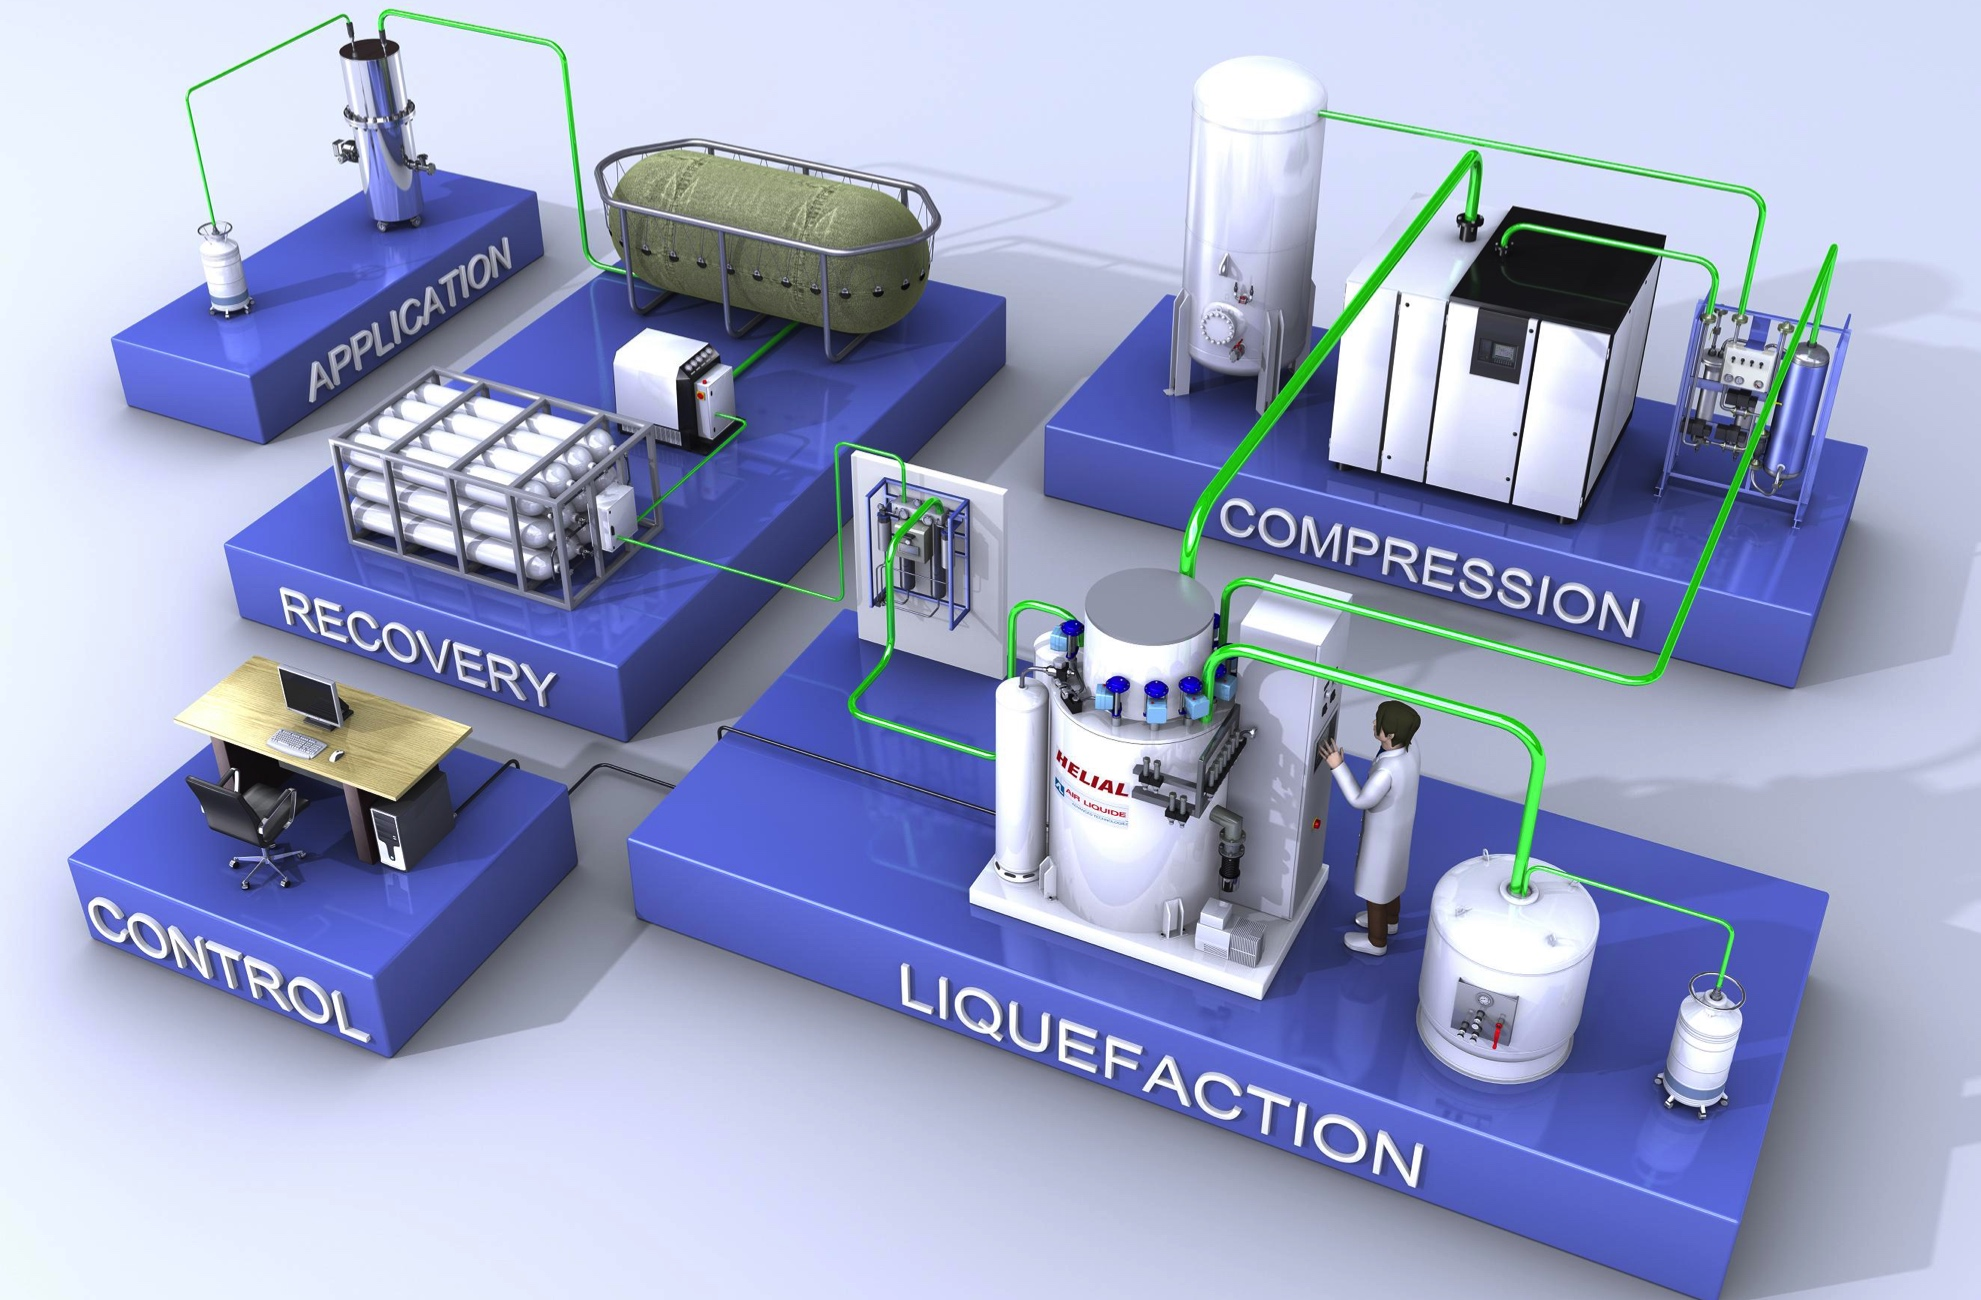 APPLICATION
COMPRESSION
RECOVERY
HELIAL
AIR LIQUIDE
CONTROL
LIQUEFACTION